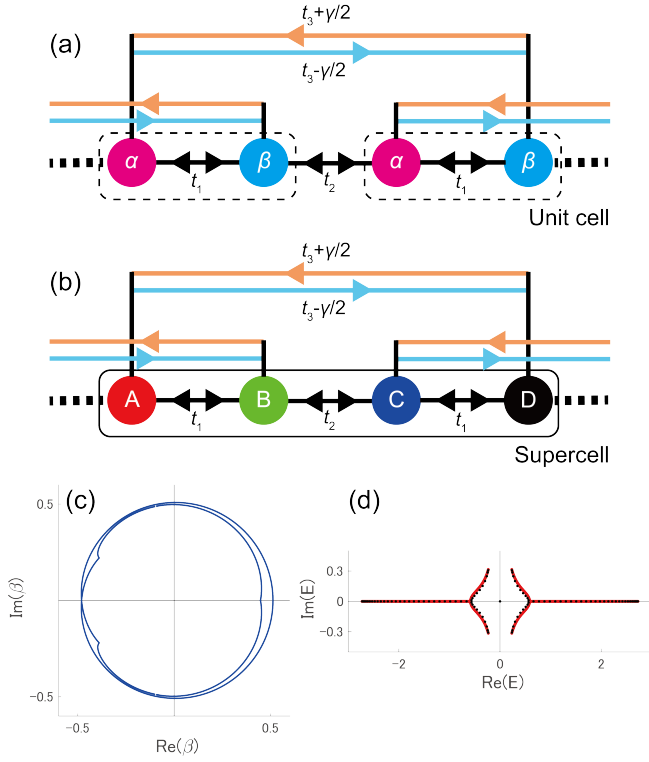 (a)
t₃+γ/2
t₃-γ/2
α
β
α
β
t₁
t₂
t₁
Unit cell
(b)
t₃+γ/2
t₃-γ/2
A
B
C
D
t₁
t₂
t₁
Supercell
(c)
0.5
0
-0.5
-0.5
0.5
Im(β)
Re(β)
(d)
0.3
0
-0.3
-2
0
2
Im(E)
Re(E)